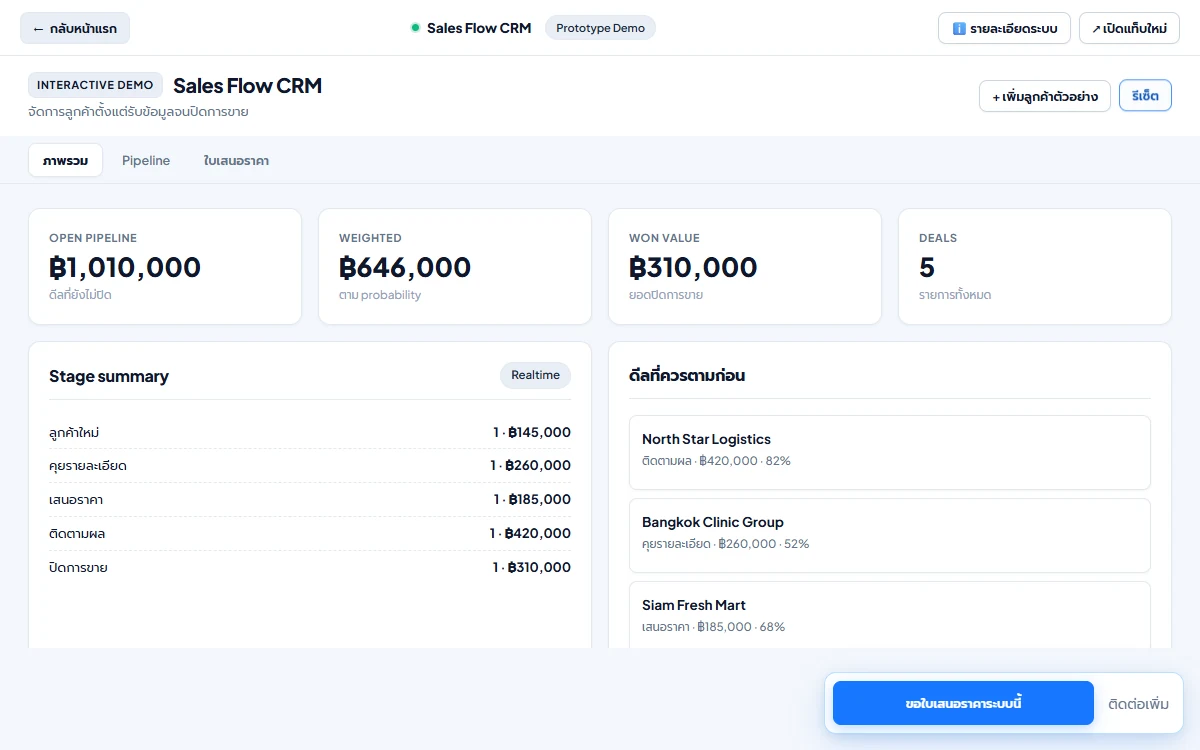 ← กลับหน้าแรก
Sales Flow CRM
Prototype Demo
ℹ️ รายละเอียดระบบ
↗ เปิดแท็บใหม่
INTERACTIVE DEMO
Sales Flow CRM
จัดการลูกค้าตั้งแต่รับข้อมูลจนปิดการขาย
+ เพิ่มลูกค้าตัวอย่าง
รีเซ็ต
ภาพรวม
Pipeline
ใบเสนอราคา
OPEN PIPELINE
฿1,010,000
ดีลที่ยังไม่ปิด
WEIGHTED
฿646,000
ตาม probability
WON VALUE
฿310,000
ยอดปิดการขาย
DEALS
5
รายการทั้งหมด
Stage summary
Realtime
ลูกค้าใหม่ 1 · ฿145,000
คุยรายละเอียด 1 · ฿260,000
เสนอราคา 1 · ฿185,000
ติดตามผล 1 · ฿420,000
ปิดการขาย 1 · ฿310,000
ดีลที่ควรตามก่อน
North Star Logistics
ติดตามผล · ฿420,000 · 82%
Bangkok Clinic Group
คุยรายละเอียด · ฿260,000 · 52%
Siam Fresh Mart
เสนอราคา · ฿185,000 · 68%
ขอใบเสนอราคาระบบนี้
ติดต่อเพิ่ม